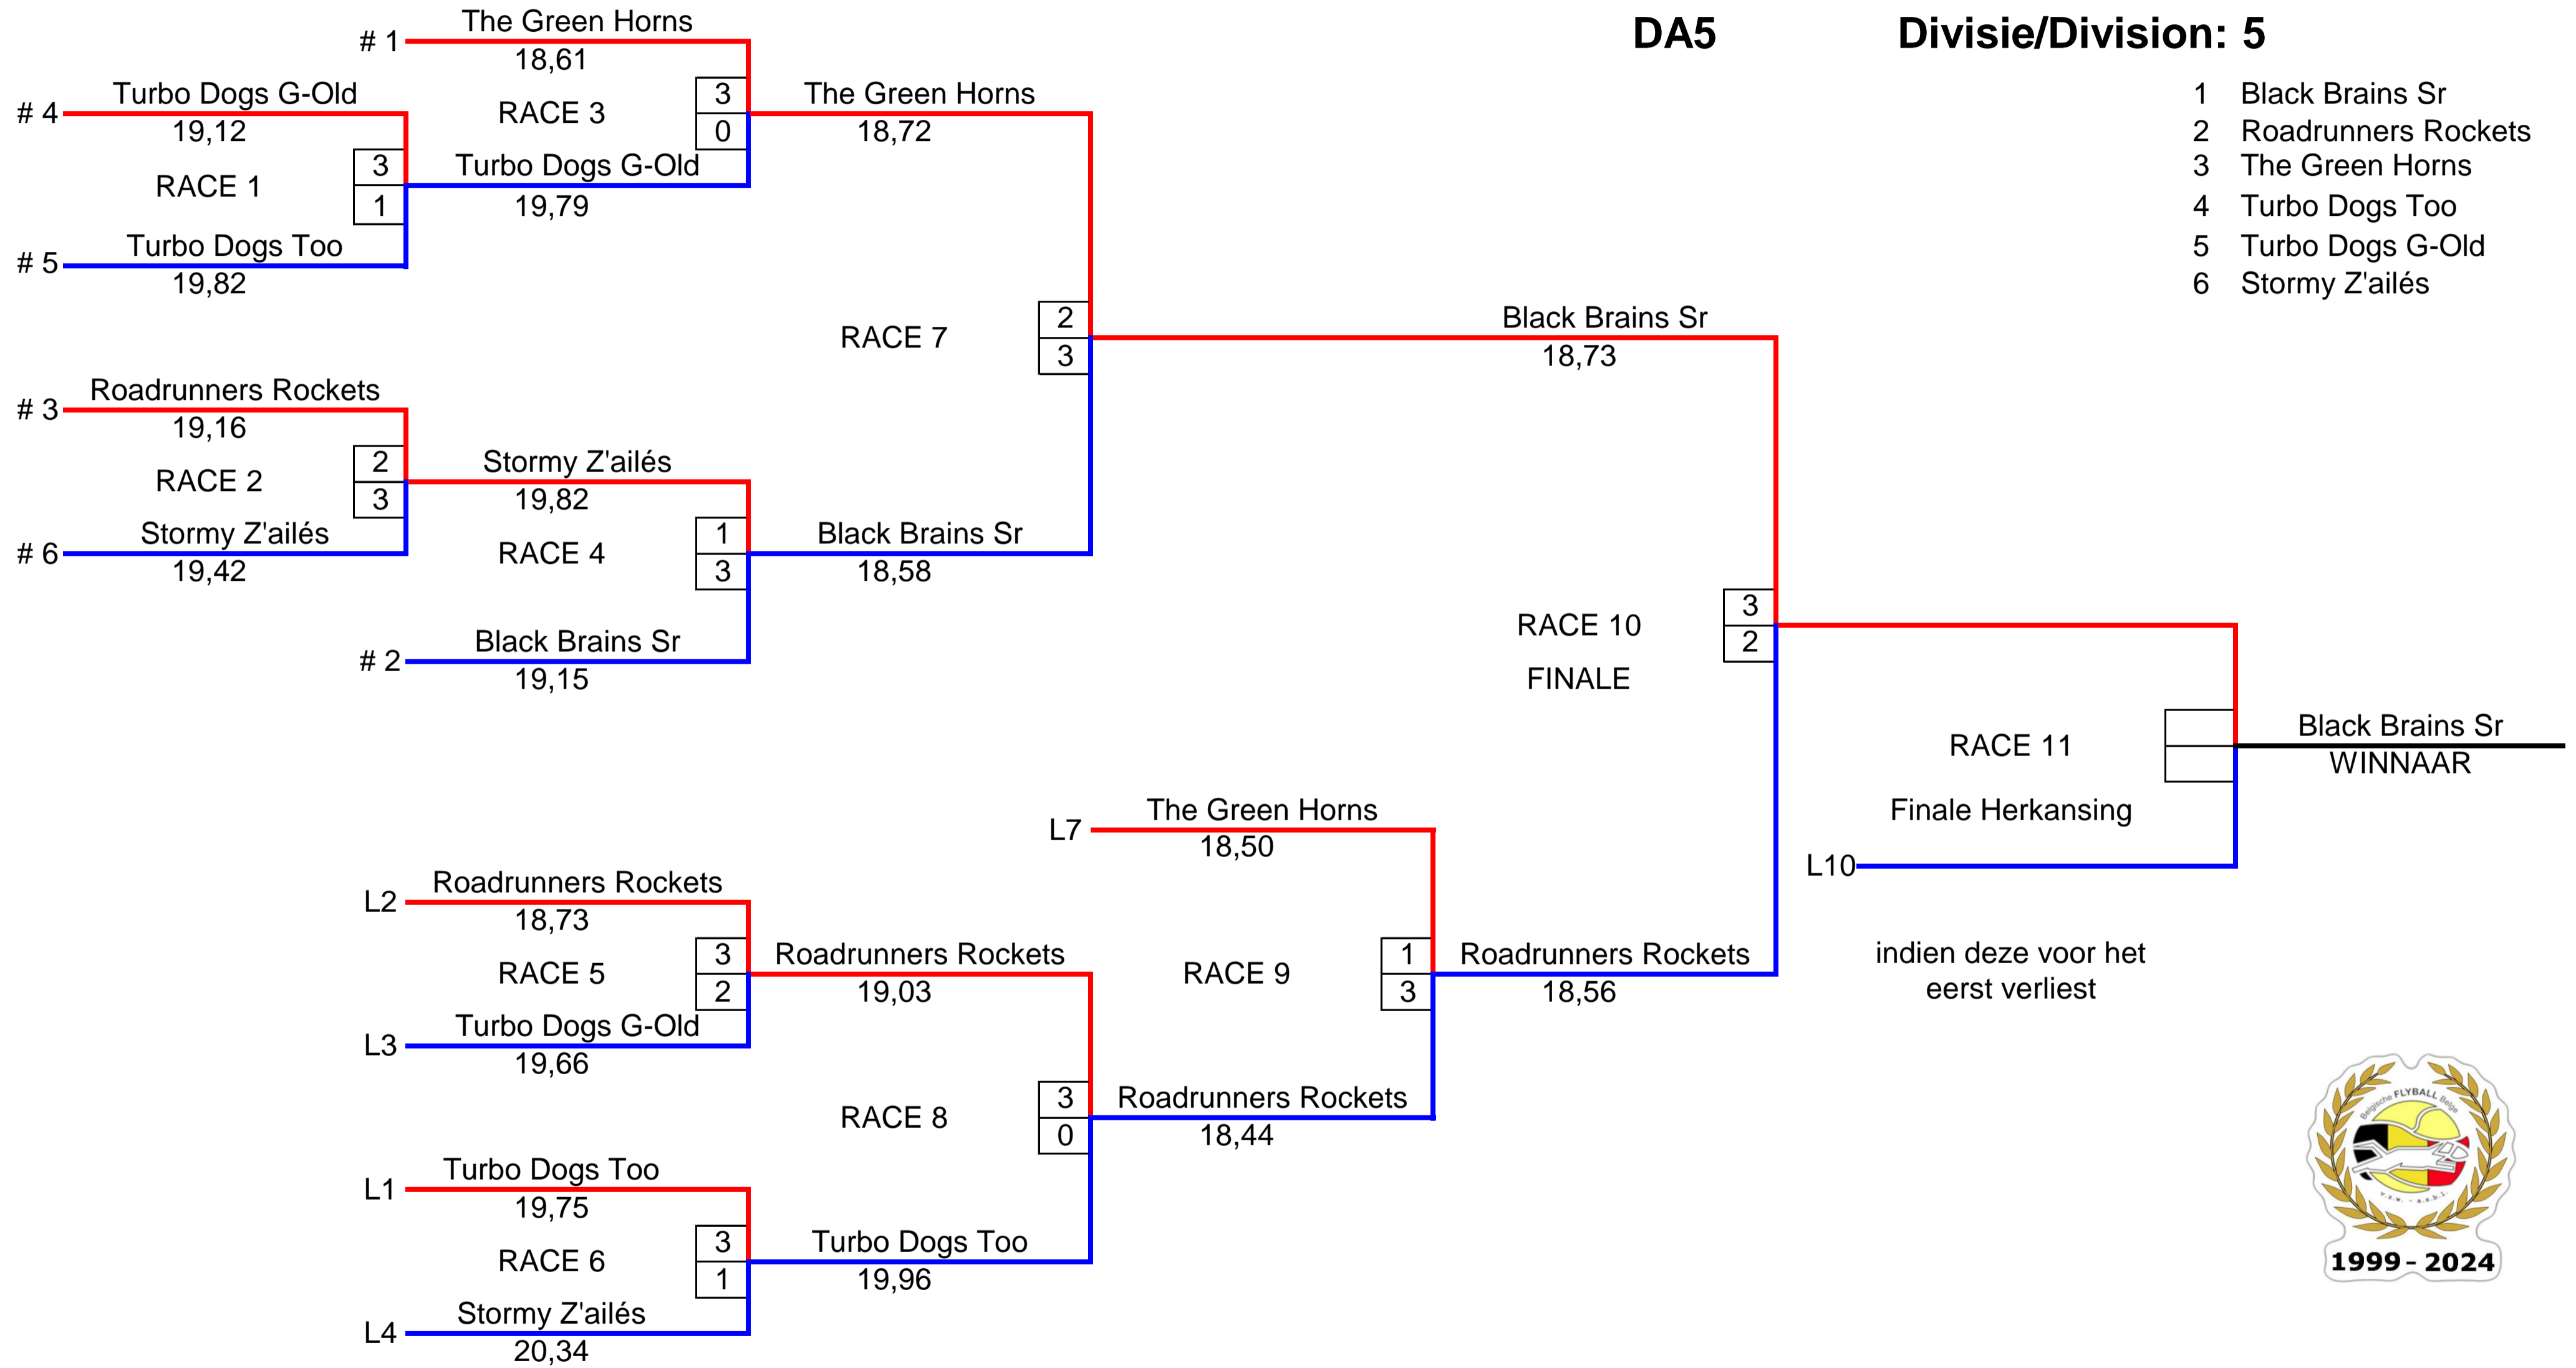 DA5
Divisie/Division: 5
1 Black Brains Sr
2 Roadrunners Rockets
3 The Green Horns
4 Turbo Dogs Too
5 Turbo Dogs G-Old
6 Stormy Z'ailés
# 1
The Green Horns
18,61
RACE 3
3
0
Turbo Dogs G-Old
19,79
# 4
Turbo Dogs G-Old
19,12
RACE 1
3
1
# 5
Turbo Dogs Too
19,82
# 3
Roadrunners Rockets
19,16
RACE 2
2
3
# 6
Stormy Z'ailés
19,42
Stormy Z'ailés
19,82
RACE 4
1
3
# 2
Black Brains Sr
19,15
The Green Horns
18,72
RACE 7
2
3
Black Brains Sr
18,58
Black Brains Sr
18,73
RACE 10
FINALE
3
2
L7
The Green Horns
18,50
RACE 9
1
3
Roadrunners Rockets
18,56
L2
Roadrunners Rockets
18,73
RACE 5
3
2
L3
Turbo Dogs G-Old
19,66
Roadrunners Rockets
19,03
RACE 8
3
0
Roadrunners Rockets
18,44
L1
Turbo Dogs Too
19,75
RACE 6
3
1
L4
Stormy Z'ailés
20,34
Turbo Dogs Too
19,96
RACE 11
Finale Herkansing
L10
indien deze voor het
eerst verliest
Black Brains Sr
WINNAAR
Belgische FLYBALL Belge
v.z.w. - a.s.b.l.
1999 - 2024